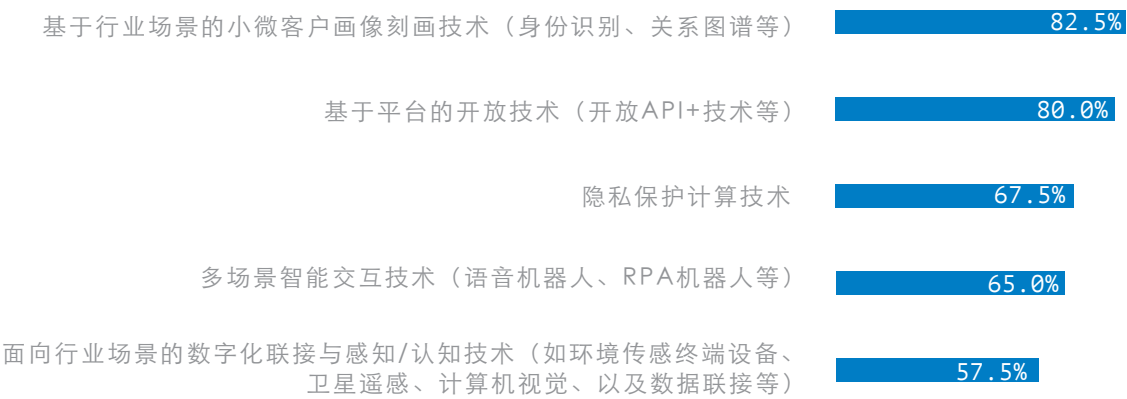 基于行业场景的小微客户画像刻画技术（身份识别、关系图谱等） 82.5%
基于平台的开放技术（开放API+技术等） 80.0%
隐私保护计算技术 67.5%
多场景智能交互技术（语音机器人、RPA机器人等） 65.0%
面向行业场景的数字化联接与感知/认知技术（如环境传感终端设备、
卫星遥感、计算机视觉、以及数据联接等） 57.5%